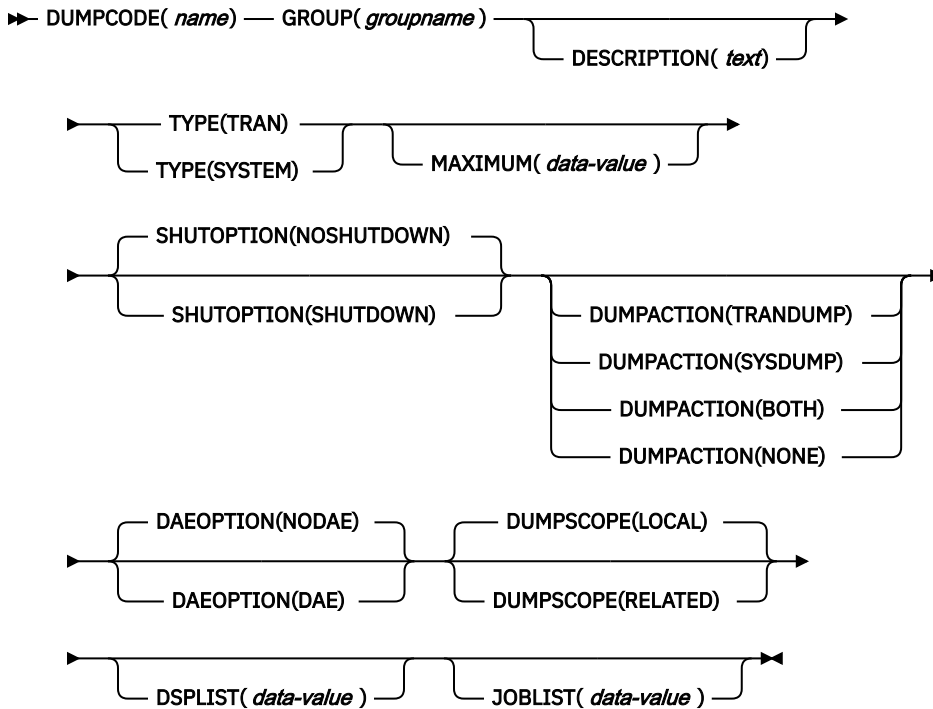 DUMPCODE( name) GROUP( groupname )
DESCRIPTION( text)
TYPE(TRAN)
TYPE(SYSTEM)
MAXIMUM( data-value )
SHUTOPTION(NOSHUTDOWN)
SHUTOPTION(SHUTDOWN)
DUMPACTION(TRANDUMP)
DUMPACTION(SYSDUMP)
DUMPACTION(BOTH)
DUMPACTION(NONE)
DAEOPTION(NODAE)
DAEOPTION(DAE)
DUMPSCOPE(LOCAL)
DUMPSCOPE(RELATED)
DSPLIST( data-value )
JOBLIST( data-value )